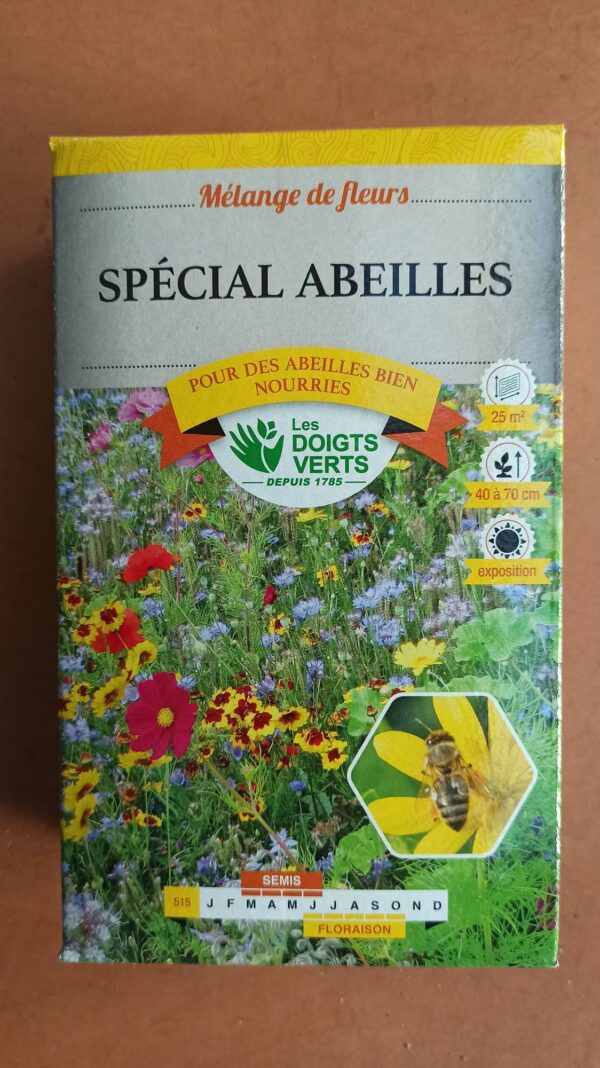 Mélange de fleurs
SPÉCIAL ABEILLES
POUR DES ABEILLES BIEN
NOURRIES
Les
DOIGTS
VERTS
DEPUIS 1785
25 m²
40 à 70 cm
exposition
SEMIS
515 J F M A M J J A S O N D
FLORAISON